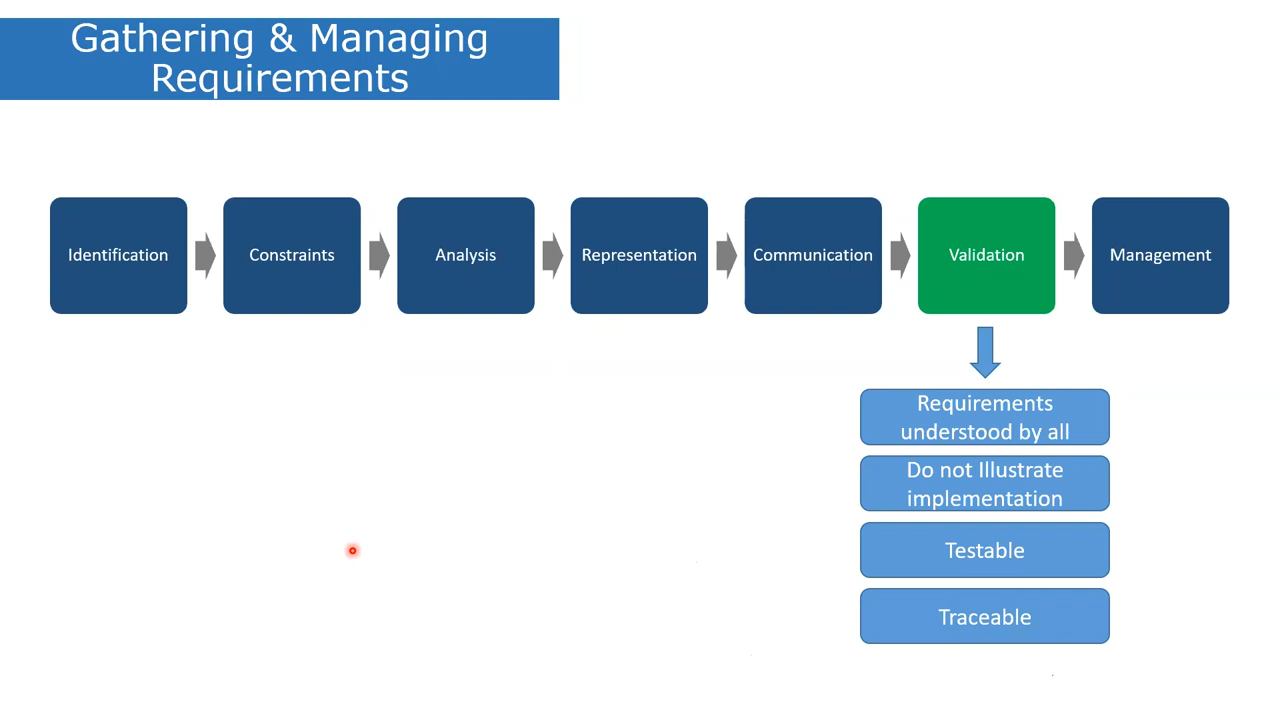 Gathering & Managing
Requirements
Identification
Constraints
Analysis
Representation
Communication
Validation
Management
Requirements
understood by all
Do not Illustrate
implementation
Testable
Traceable